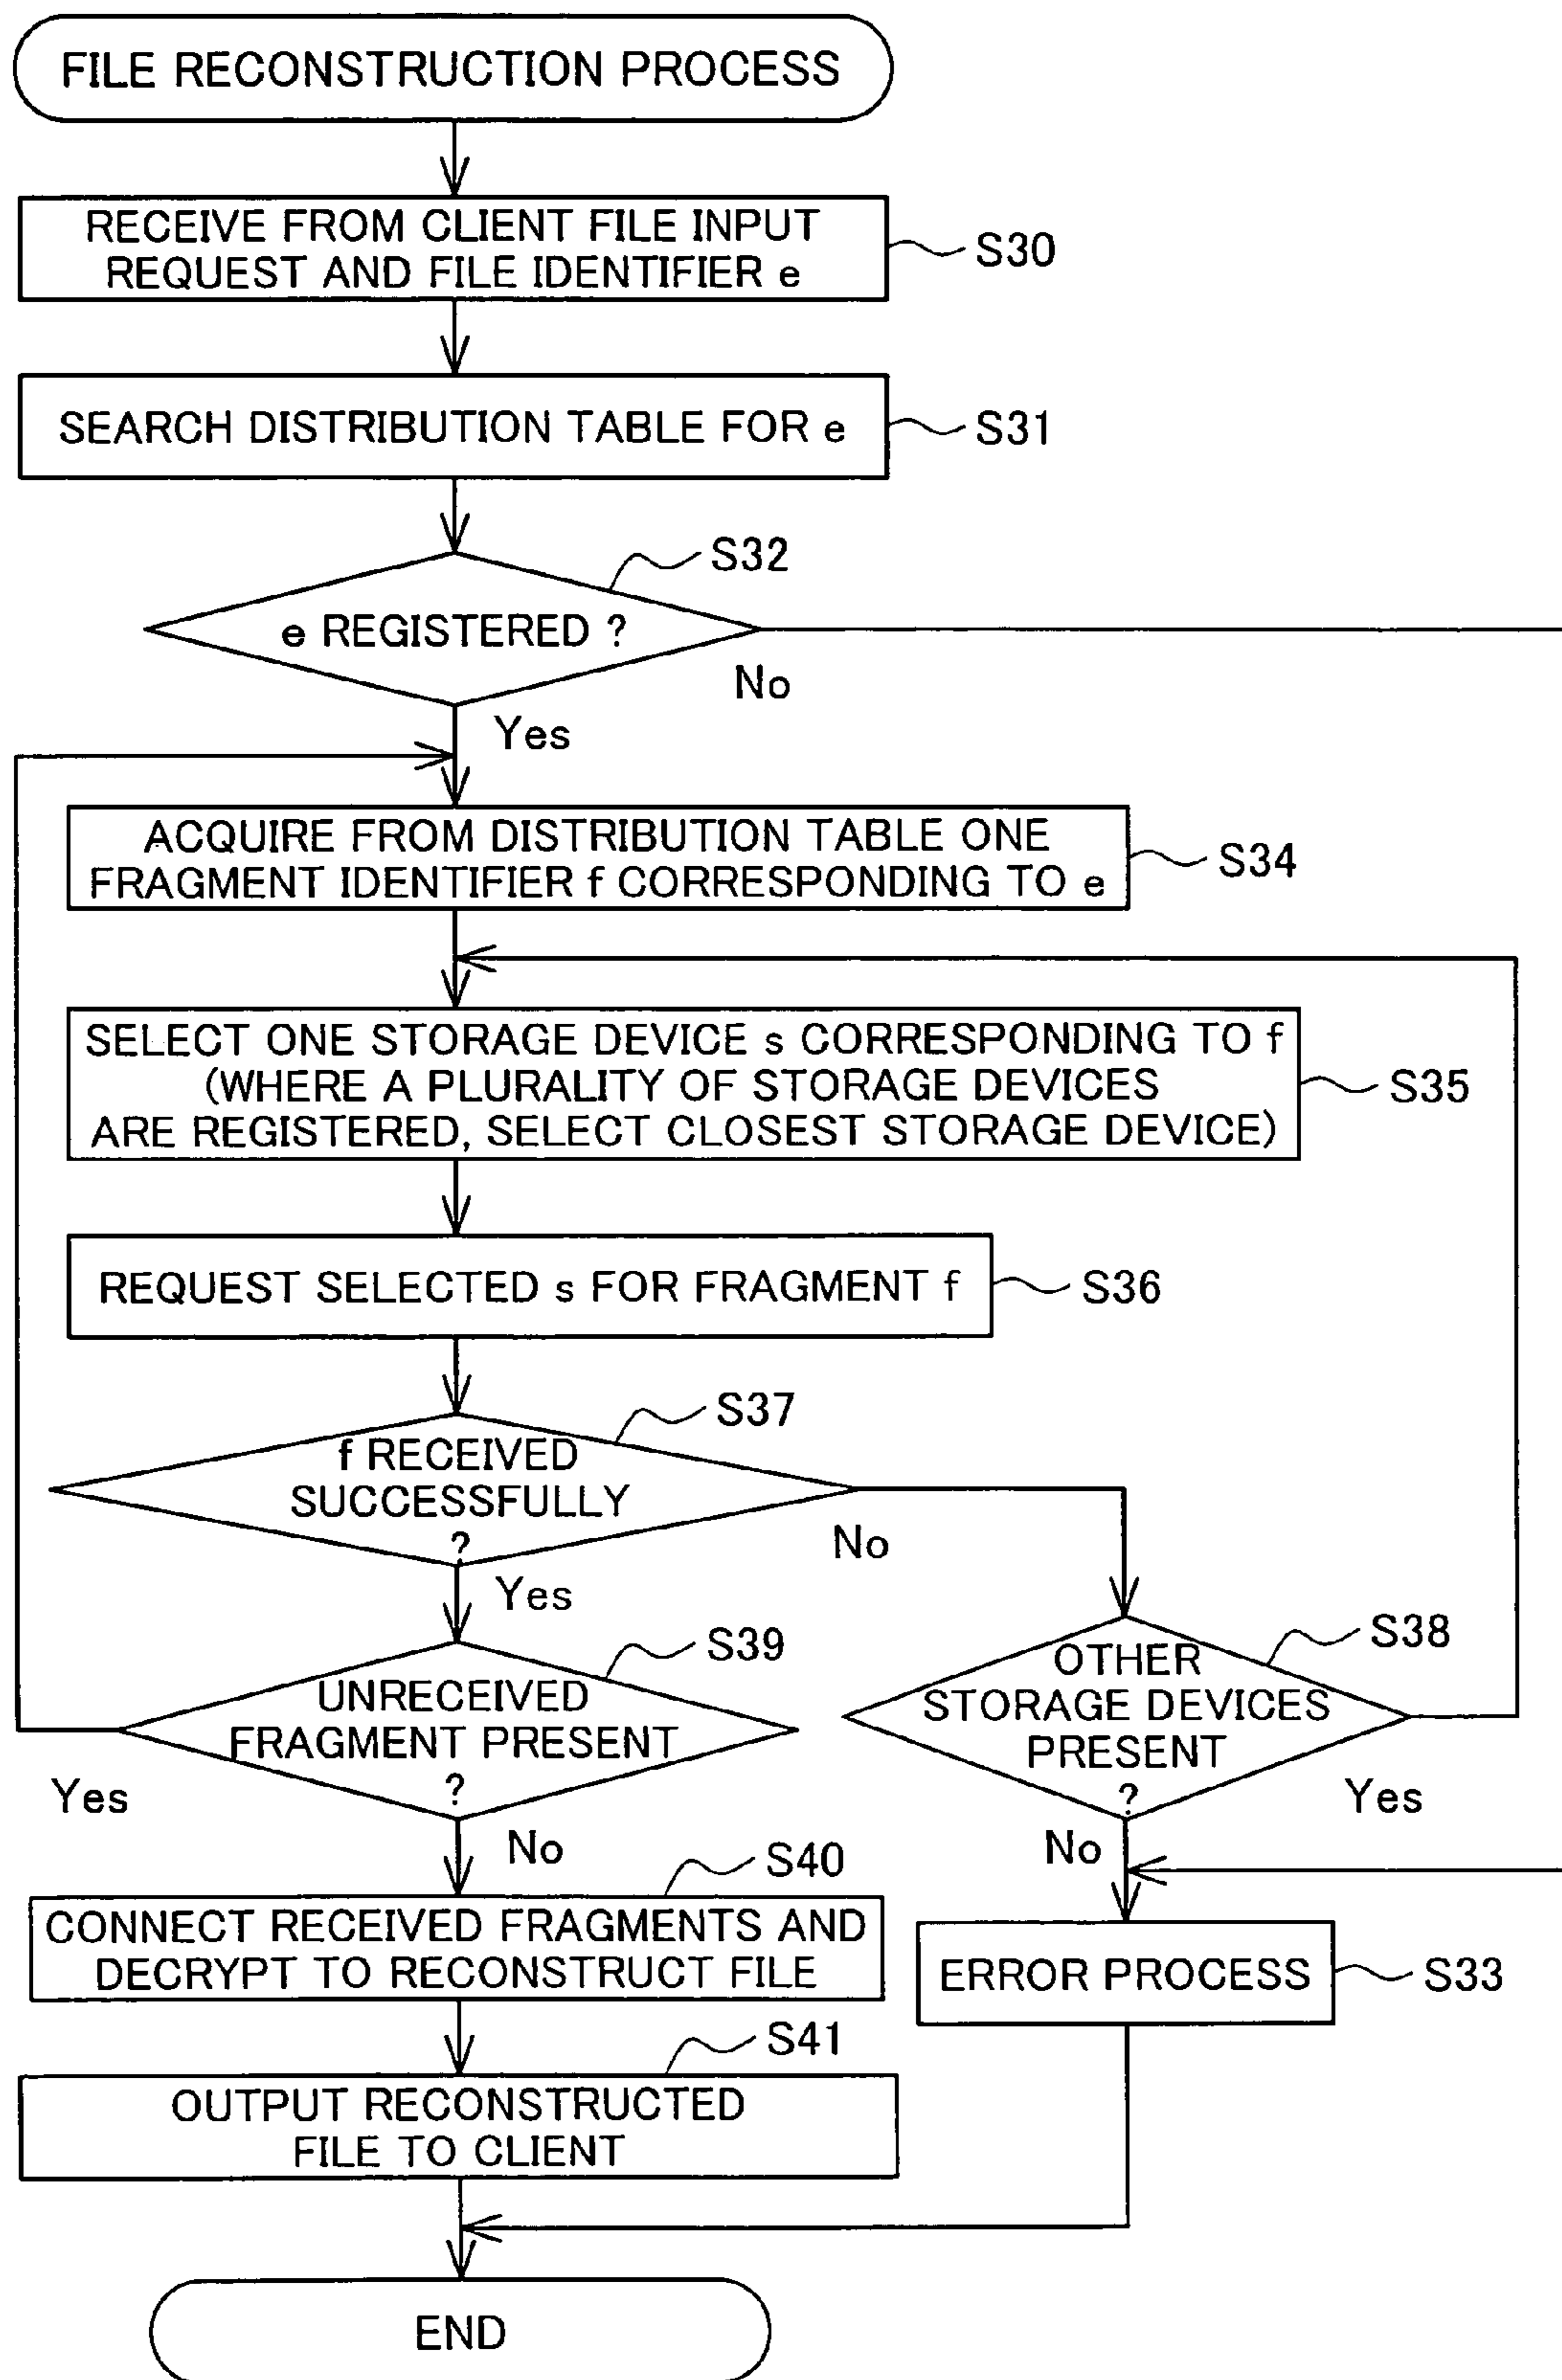 FILE RECONSTRUCTION PROCESS
RECEIVE FROM CLIENT FILE INPUT
REQUEST AND FILE IDENTIFIER e
S30
SEARCH DISTRIBUTION TABLE FOR e
S31
S32
e REGISTERED ?
No
Yes
ACQUIRE FROM DISTRIBUTION TABLE ONE
FRAGMENT IDENTIFIER f CORRESPONDING TO e
S34
SELECT ONE STORAGE DEVICE s CORRESPONDING TO f
(WHERE A PLURALITY OF STORAGE DEVICES
ARE REGISTERED, SELECT CLOSEST STORAGE DEVICE)
S35
REQUEST SELECTED s FOR FRAGMENT f
S36
S37
f RECEIVED
SUCCESSFULLY
?
No
Yes
S39
UNRECEIVED
FRAGMENT PRESENT
?
Yes
No
S38
OTHER
STORAGE DEVICES
PRESENT
?
Yes
No
S40
CONNECT RECEIVED FRAGMENTS AND
DECRYPT TO RECONSTRUCT FILE
ERROR PROCESS
S33
S41
OUTPUT RECONSTRUCTED
FILE TO CLIENT
END